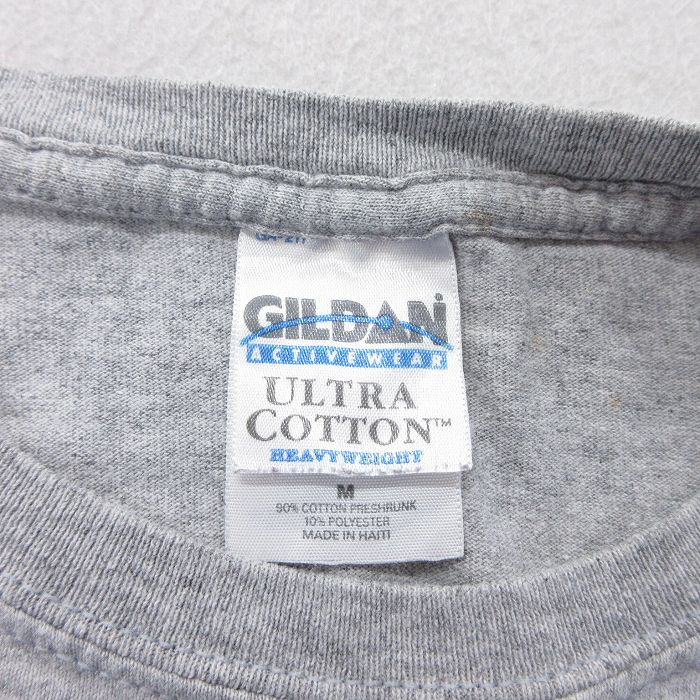 GILDAN
ACTIVEWEAR
ULTRA
COTTON™
HEAVYWEIGHT
M
90% COTTON PRESHRUNK
10% POLYESTER
MADE IN HAITI